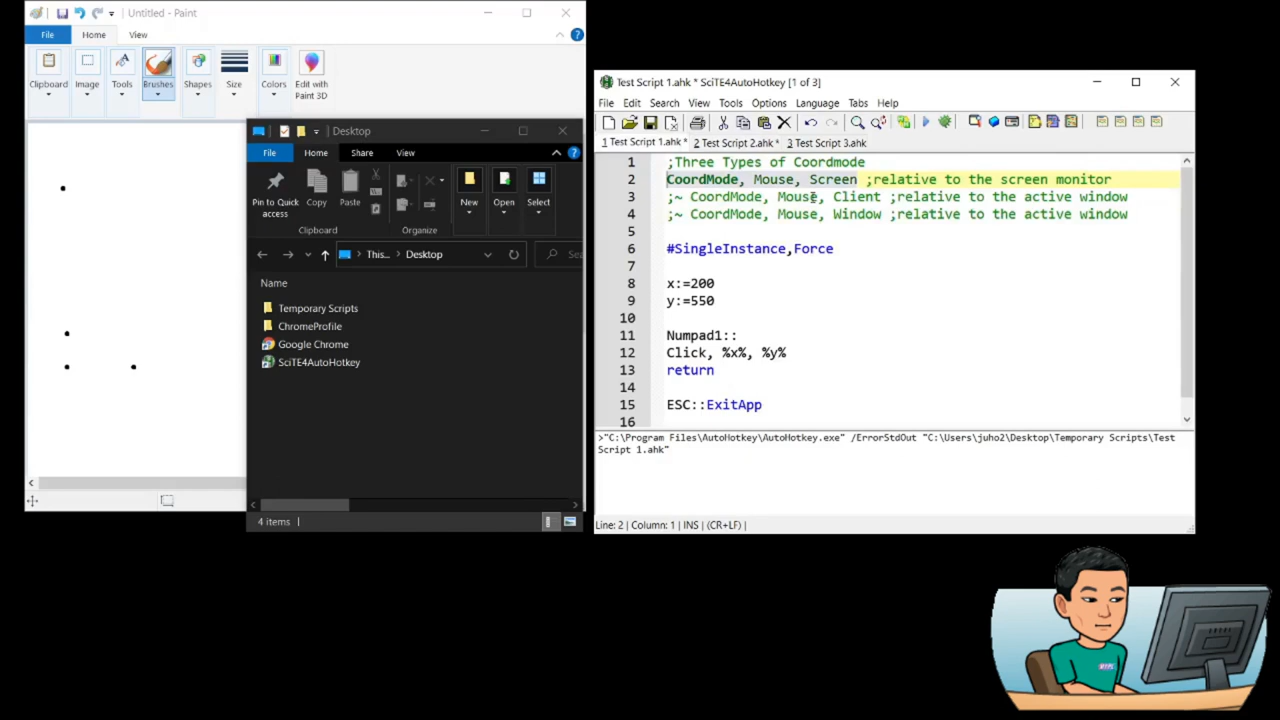 Untitled - Paint
File
Home
View
Clipboard
Image
Tools
Brushes
Shapes
Size
Colors
Edit with
Paint 3D
Desktop
File
Home
Share
View
Pin to Quick
access
Copy
Paste
New
Open
Select
Clipboard
Organize
This...
Desktop
Sea
Name
Temporary Scripts
ChromeProfile
Google Chrome
SciTE4AutoHotkey
4 items
Test Script 1.ahk * SciTE4AutoHotkey [1 of 3]
File Edit Search View Tools Options Language Tabs Help
1 Test Script 1.ahk * 2 Test Script 2.ahk * 3 Test Script 3.ahk
1 ;Three Types of Coordmode
2 CoordMode, Mouse, Screen ;relative to the screen monitor
3 ;~ CoordMode, Mouse, Client ;relative to the active window
4 ;~ CoordMode, Mouse, Window ;relative to the active window
5
6 #SingleInstance,Force
7
8 x:=200
9 y:=550
10
11 Numpad1::
12 Click, %x%, %y%
13 return
14
15 ESC::ExitApp
16
>"C:\Program Files\AutoHotkey\AutoHotkey.exe" /ErrorStdOut "C:\Users\juho2\Desktop\Temporary Scripts\Test
Script 1.ahk"
Line: 2 | Column: 1 | INS | (CR+LF) |